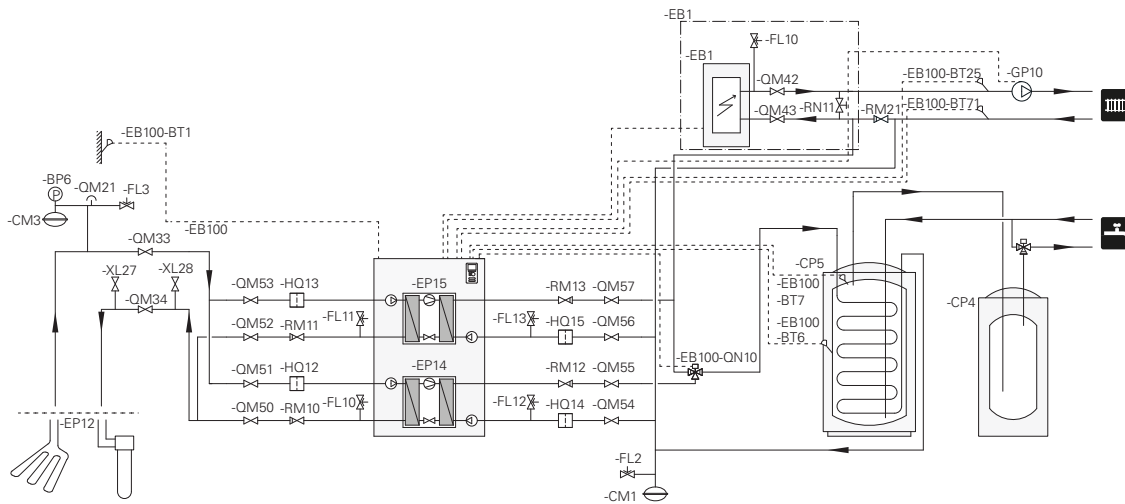 -EB1
-FL10
-EB1
-QM42
-EB100-BT25
-GP10
-QM43
-RN11
-RM21
-EB100-BT71
-EB100-BT1
-BP6
P
-QM21
-FL3
-CM3
-QM33
-EB100
-XL27
-XL28
-QM34
-QM53
-HQ13
-EP15
-RM13
-QM57
-CP5
-EB100
-BT7
-CP4
-QM52
-RM11
-FL11
-FL13
-HQ15
-QM56
-EB100
-BT6
-QM51
-HQ12
-EP14
-RM12
-QM55
-EB100-QN10
-QM50
-RM10
-FL10
-FL12
-HQ14
-QM54
-EP12
-FL2
-CM1